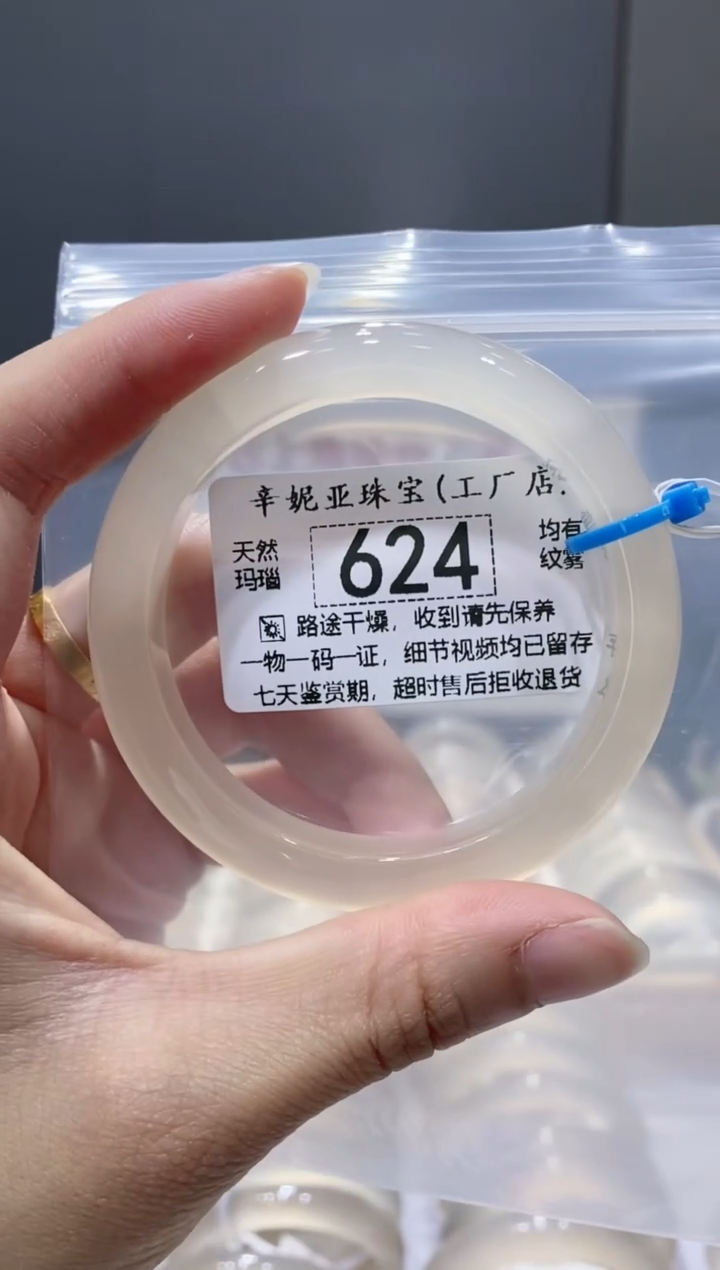 辛妮亚珠宝(工厂店
天然
玛瑙
624
均有
纹雾
路途干燥，收到请先保养
一物一码一证，细节视频均已留存
七天鉴赏期，超时售后拒收退货